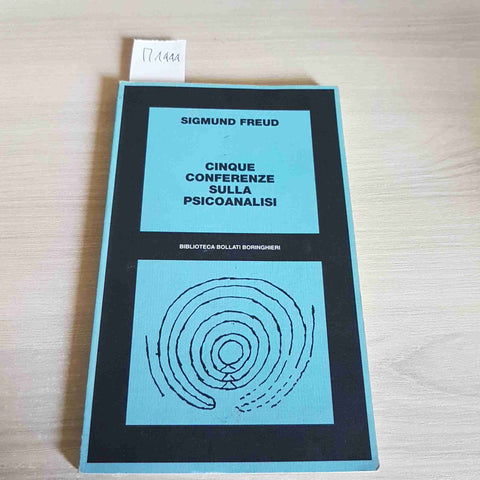 SIGMUND FREUD
CINQUE
CONFERENZE
SULLA
PSICOANALISI
BIBLIOTECA BOLLATI BORINGHIERI